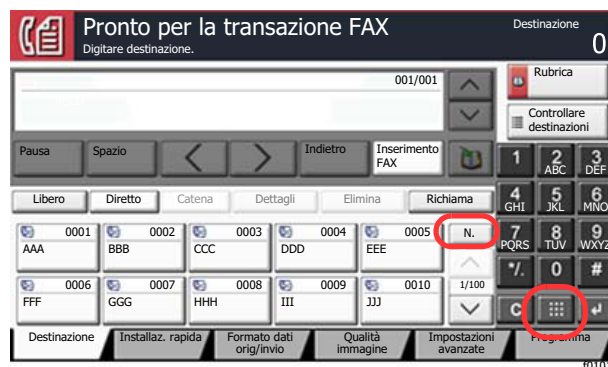 Pronto per la transazione FAX
Digitare destinazione.
Destinazione
0
001/001
Rubrica
Controllare
destinazioni
Pausa
Spazio
Indietro
Inserimento
FAX
1
2 ABC
3 DEF
Libero
Diretto
Catena
Dettagli
Elimina
Richiama
4 GHI
5 JKL
6 MNO
0001
0002
0003
0004
0005
N.
AAA
BBB
CCC
DDD
EEE
7 PQRS
8 TUV
9 WXYZ
*/.
0
#
0006
0007
0008
0009
0010
1/100
FFF
GGG
HHH
III
JJJ
C
Destinazione
Installaz. rapida
Formato dati
orig/invio
Qualità
immagine
Impostazioni
avanzate
Programma